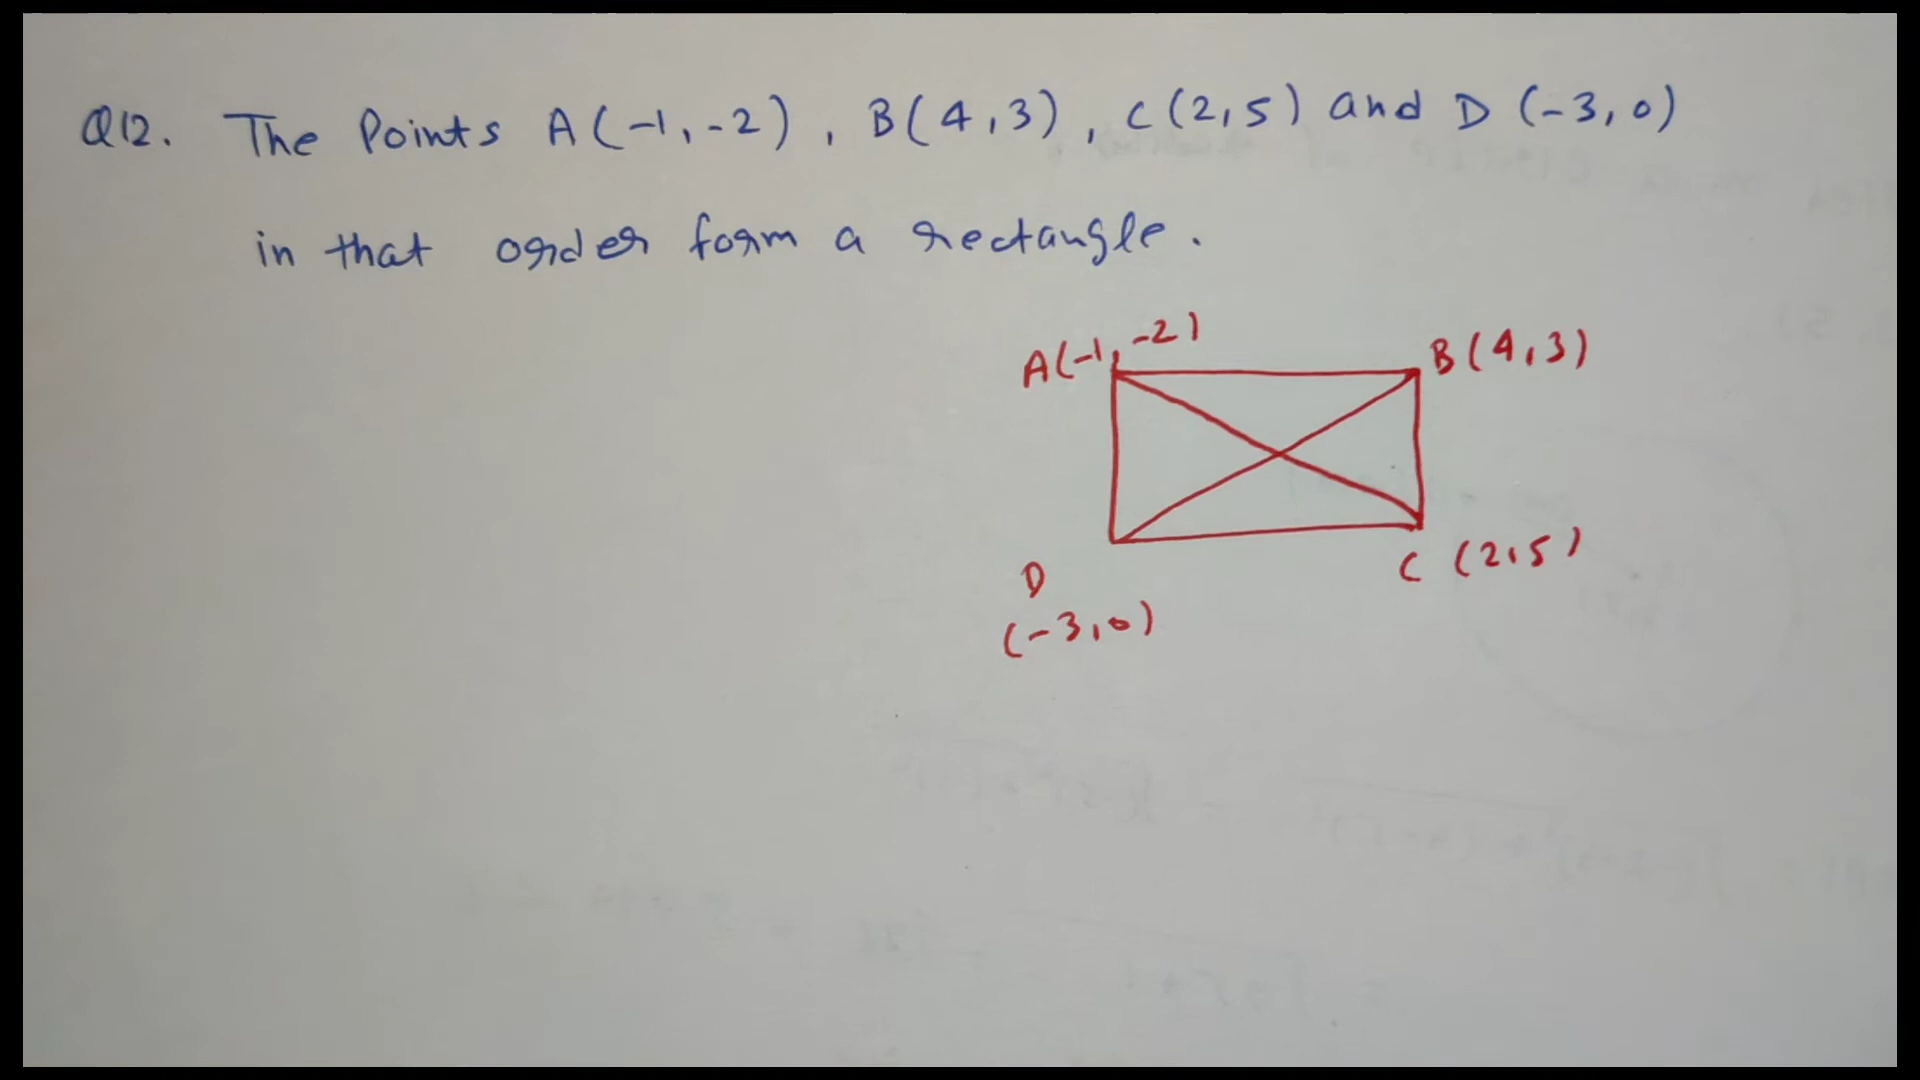 Q12. The Points A(-1,-2), B(4,3), C(2,5) and D(-3,0)
in that order form a rectangle.
A(-1,-2)
B(4,3)
C(2,5)
D
(-3,0)